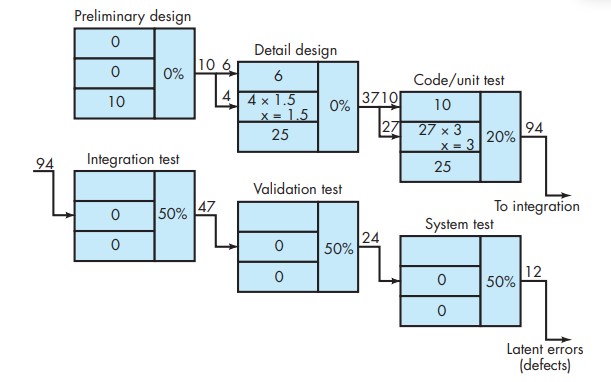 Preliminary design
0
0
10
0%
10 6
4
Detail design
6
4 x 1.5
x = 1.5
25
0%
37 10
27
Code/unit test
10
27 x 3
x = 3
25
20%
94
To integration
94
Integration test
0
0
50%
47
Validation test
0
0
50%
24
System test
0
0
50%
12
Latent errors
(defects)